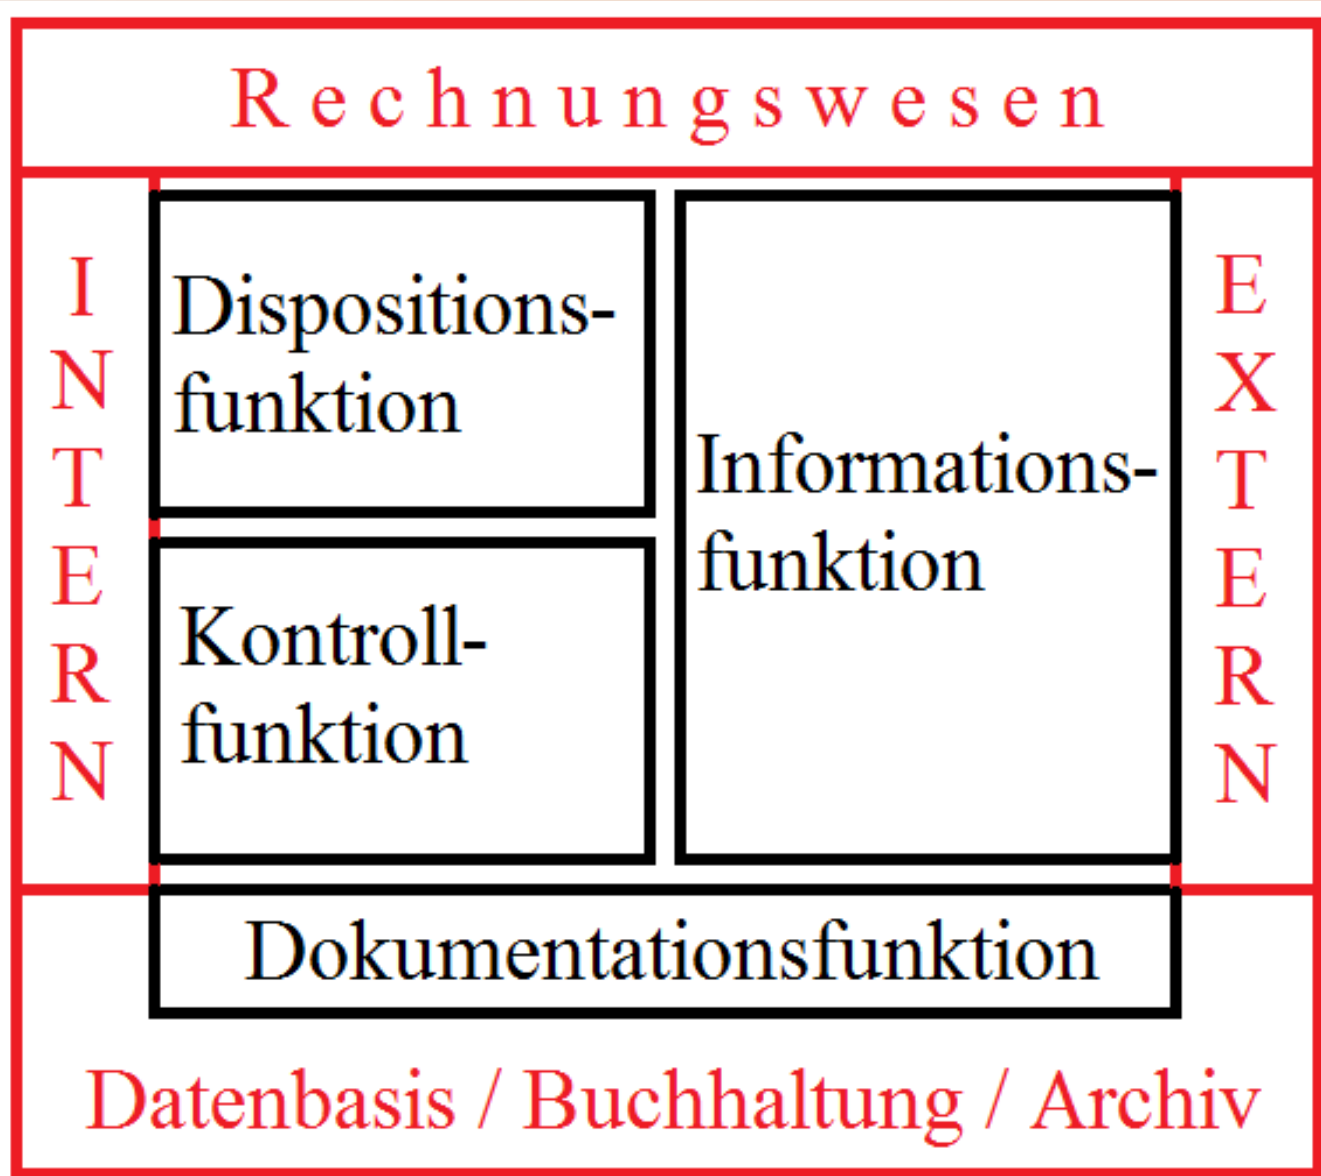 Rechnungswesen
INTERN
Dispositions-
funktion
Kontroll-
funktion
Informations-
funktion
EXTERN
Dokumentationsfunktion
Datenbasis / Buchhaltung / Archiv